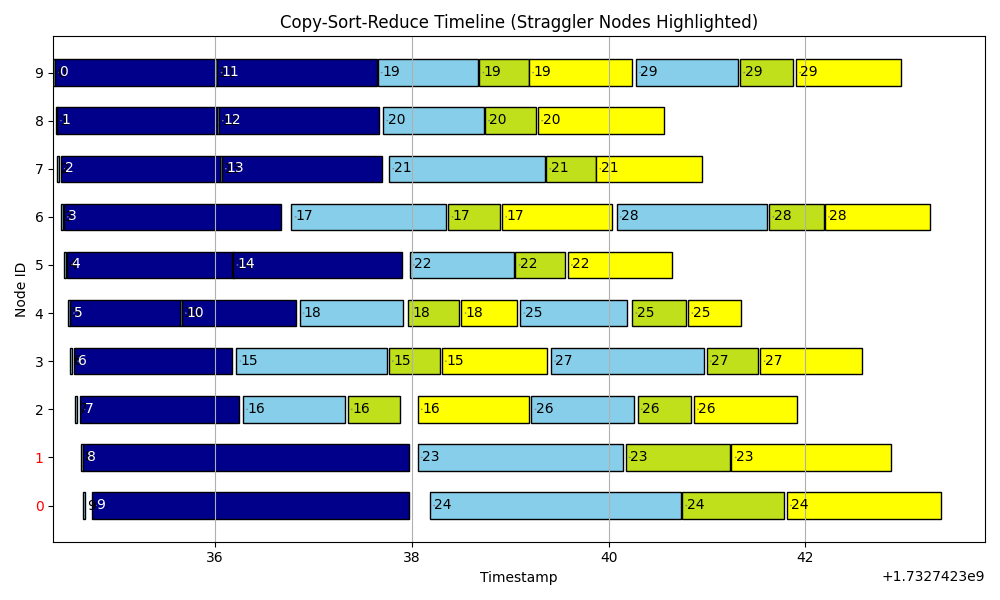 Copy-Sort-Reduce Timeline (Straggler Nodes Highlighted)
Node ID
9 0 11 19 19 19 29 29 29
8 1 12 20 20 20
7 2 13 21 21 21
6 3 17 17 17 28 28 28
5 4 14 22 22 22
4 5 10 18 18 18 25 25 25
3 6 15 15 15 27 27 27
2 7 16 16 16 26 26 26
1 8 23 23 23
0 9 9 24 24 24
36 38 40 42
Timestamp
+1.7327423e9